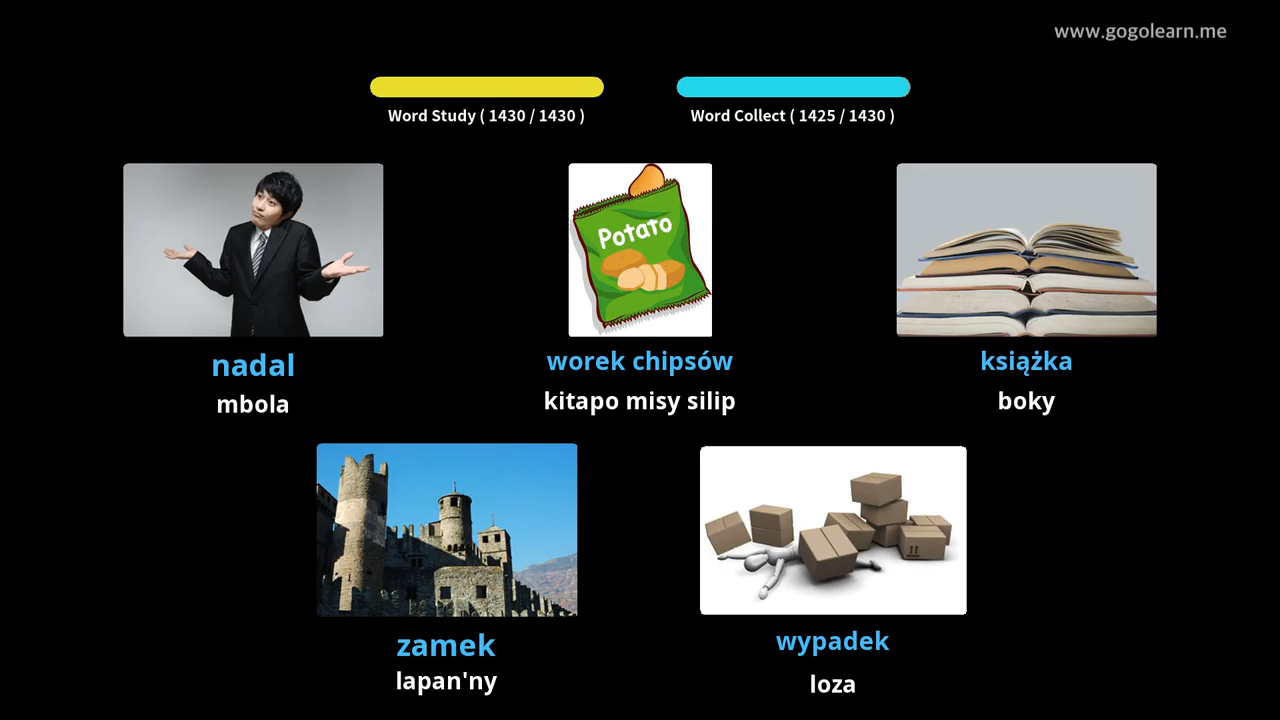 www.gogolearn.me
Word Study ( 1430 / 1430 )
Word Collect ( 1425 / 1430 )
Potato
nadal
mbola
worek chipsów
kitapo misy silip
książka
boky
zamek
lapan'ny
wypadek
loza